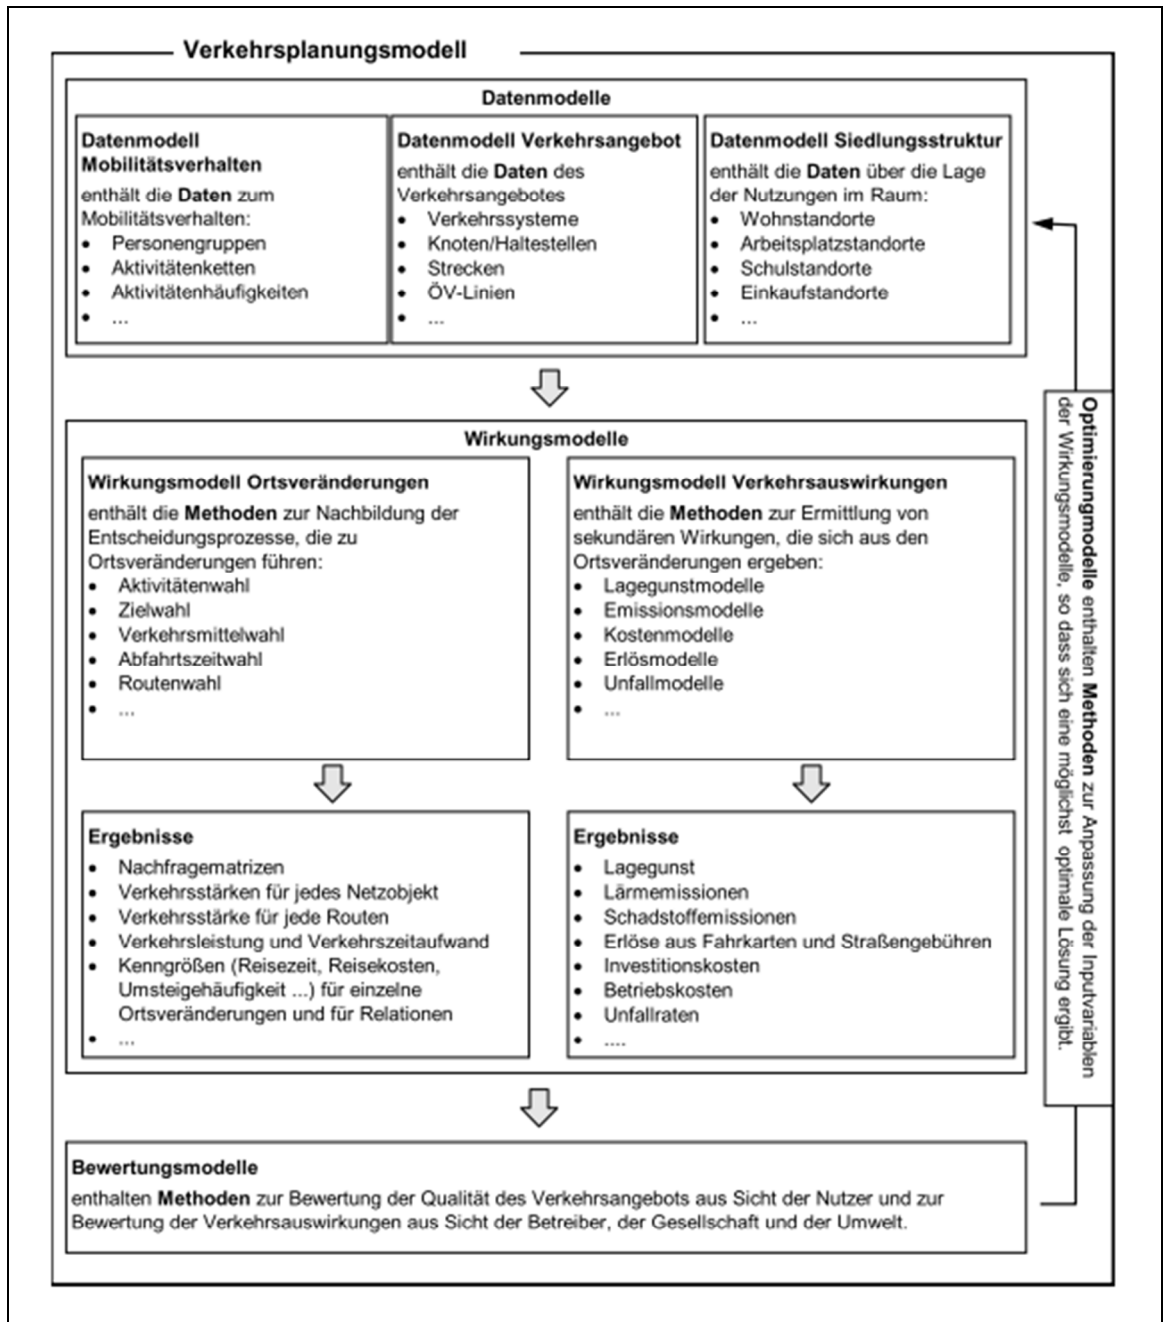 Verkehrsplanungsmodell
Datenmodelle
Datenmodell
Mobilitätsverhalten
enthält die Daten zum
Mobilitätsverhalten:
• Personengruppen
• Aktivitätenketten
• Aktivitätenhäufigkeiten
• ...
Datenmodell Verkehrsangebot
enthält die Daten des
Verkehrsangebotes
• Verkehrssysteme
• Knoten/Haltestellen
• Strecken
• ÖV-Linien
• ...
Datenmodell Siedlungsstruktur
enthält die Daten über die Lage
der Nutzungen im Raum:
• Wohnstandorte
• Arbeitsplatzstandorte
• Schulstandorte
• Einkaufstandorte
• ...
Wirkungsmodelle
Wirkungsmodell Ortsveränderungen
enthält die Methoden zur Nachbildung der
Entscheidungsprozesse, die zu
Ortsveränderungen führen:
• Aktivitätenwahl
• Zielwahl
• Verkehrsmittelwahl
• Abfahrtszeitwahl
• Routenwahl
• ...
Wirkungsmodell Verkehrsauswirkungen
enthält die Methoden zur Ermittlung von
sekundären Wirkungen, die sich aus den
Ortsveränderungen ergeben:
• Lagegunstmodelle
• Emissionsmodelle
• Kostenmodelle
• Erlösmodelle
• Unfallmodelle
• ...
Ergebnisse
• Nachfragematrizen
• Verkehrsstärken für jedes Netzobjekt
• Verkehrsstärke für jede Routen
• Verkehrsleistung und Verkehrszeitaufwand
• Kenngrößen (Reisezeit, Reisekosten,
Umsteigehäufigkeit ...) für einzelne
Ortsveränderungen und für Relationen
• ...
Ergebnisse
• Lagegunst
• Lärmemissionen
• Schadstoffemissionen
• Erlöse aus Fahrkarten und Straßengebühren
• Investitionskosten
• Betriebskosten
• Unfallraten
• ....
Bewertungsmodelle
enthalten Methoden zur Bewertung der Qualität des Verkehrsangebots aus Sicht der Nutzer und zur
Bewertung der Verkehrsauswirkungen aus Sicht der Betreiber, der Gesellschaft und der Umwelt.
Optimierungmodelle enthalten Methoden zur Anpassung der Inputvariablen
der Wirkungsmodelle, so dass sich eine möglichst optimale Lösung ergibt.